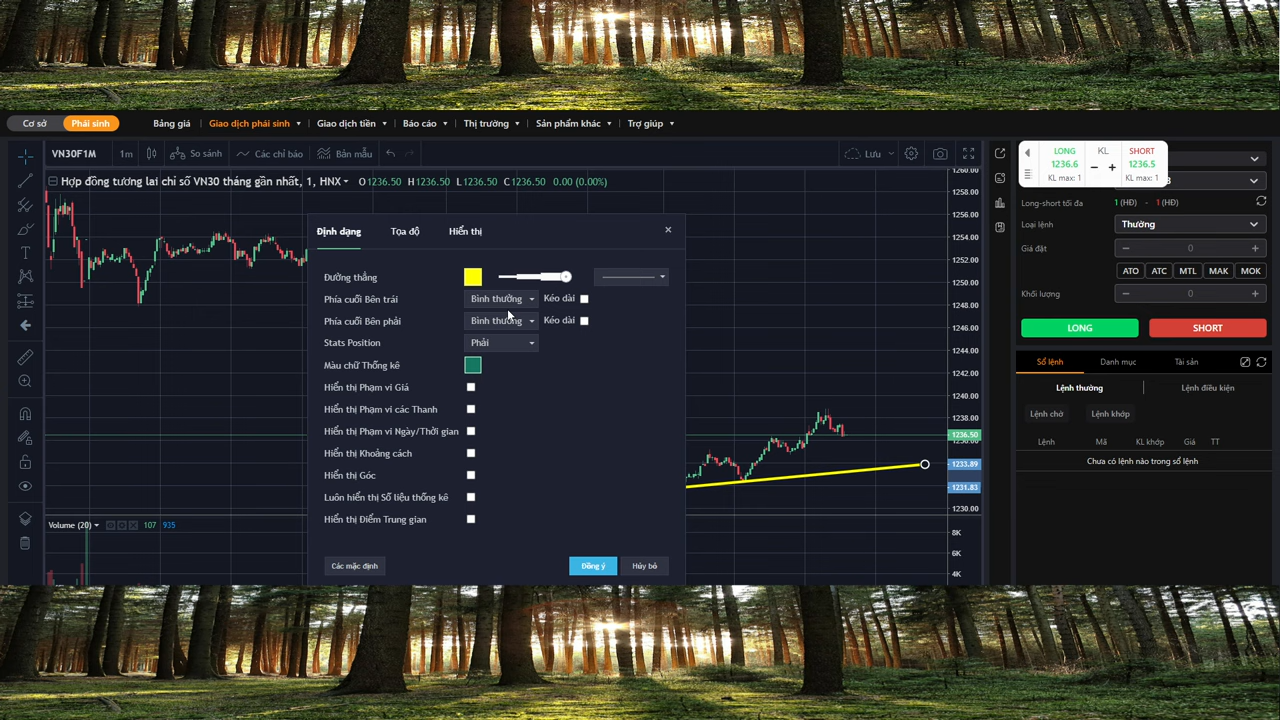 Cơ sở Phái sinh Bảng giá Giao dịch phái sinh Giao dịch tiền Báo cáo Thị trường Sản phẩm khác Trợ giúp
VN30F1M 1m So sánh Các chỉ báo Bản mẫu Lưu
Hợp đồng tương lai chỉ số VN30 tháng gần nhất, 1, HNX O1236.50 H1236.50 L1236.50 C1236.50 0.00 (0.00%)
Định dạng Tọa độ Hiển thị
Đường thẳng
Phía cuối Bên trái Bình thường Kéo dài
Phía cuối Bên phải Bình thường Kéo dài
Stats Position Phải
Màu chữ Thống kê
Hiển thị Phạm vi Giá
Hiển thị Phạm vi các Thanh
Hiển thị Phạm vi Ngày/Thời gian
Hiển thị Khoảng cách
Hiển thị Góc
Luôn hiển thị Số liệu thống kê
Hiển thị Điểm Trung gian
Các mặc định Đồng ý Hủy bỏ
Volume (20) 107 935
1260.00
1258.00
1256.00
1254.00
1252.00
1250.00
1248.00
1246.00
1244.00
1242.00
1240.00
1238.00
1236.50
1233.89
1231.83
1230.00
8K
6K
4K
LONG KL SHORT
1236.6 − + 1236.5
KL max: 1 KL max: 1
Long-short tối đa 1 (HĐ) - 1 (HĐ)
Loại lệnh Thường
Giá đặt − 0 +
ATO ATC MTL MAK MOK
Khối lượng − 0 +
LONG SHORT
Sổ lệnh Danh mục Tài sản
Lệnh thường Lệnh điều kiện
Lệnh chờ Lệnh khớp
Lệnh Mã KL khớp Giá TT
Chưa có lệnh nào trong sổ lệnh